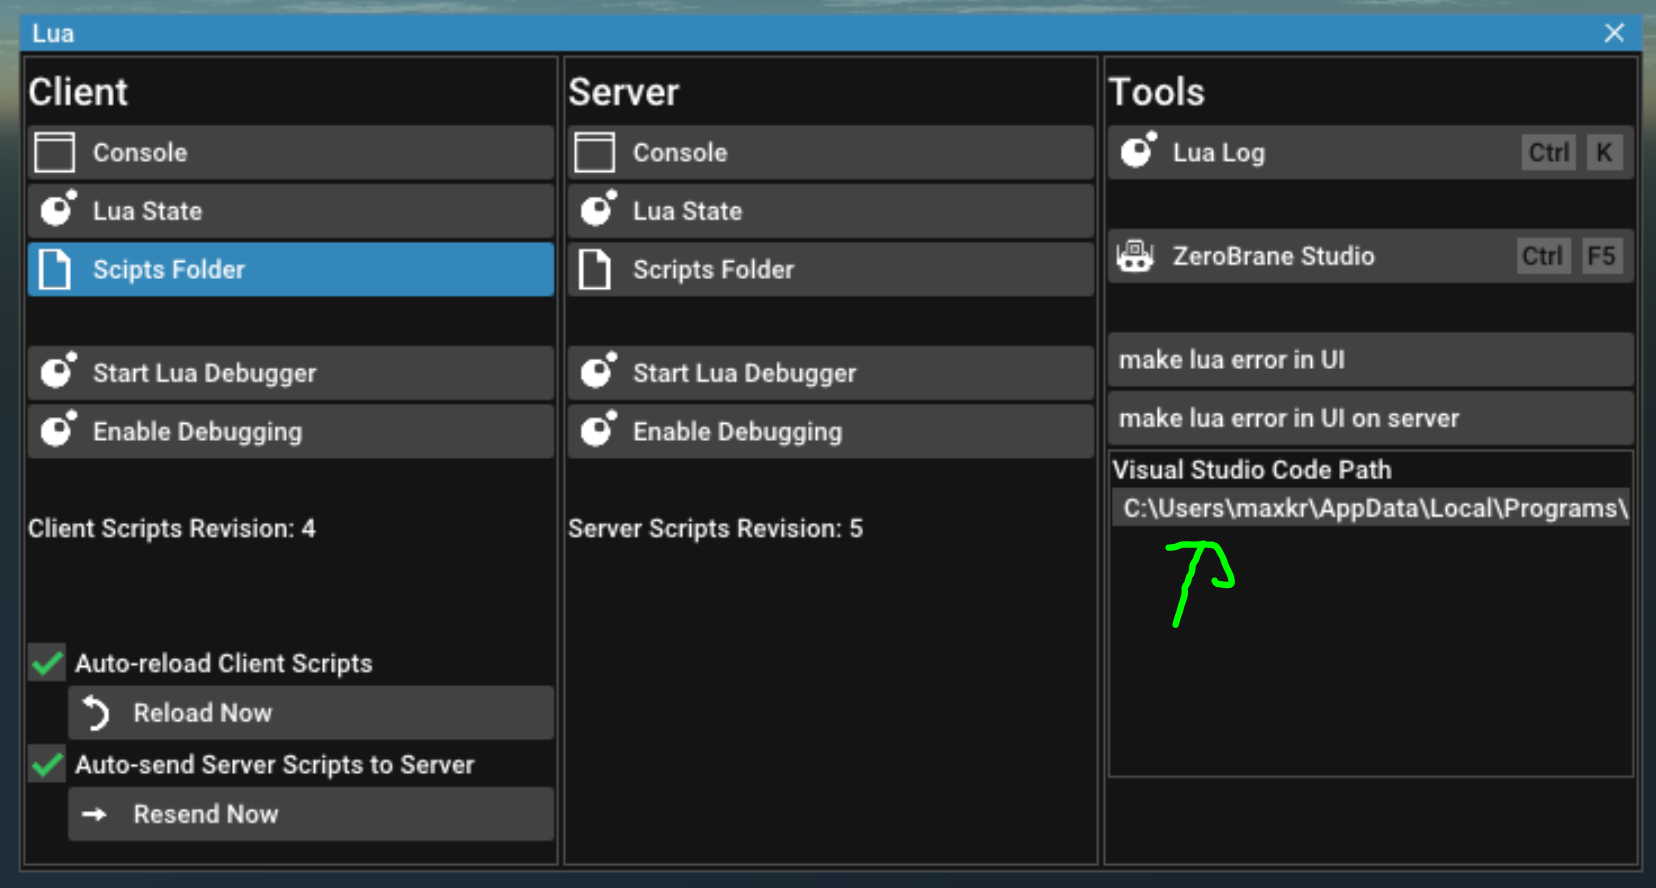 Lua
Client
Console
Lua State
Scipts Folder
Start Lua Debugger
Enable Debugging
Client Scripts Revision: 4
Auto-reload Client Scripts
Reload Now
Auto-send Server Scripts to Server
Resend Now
Server
Console
Lua State
Scripts Folder
Start Lua Debugger
Enable Debugging
Server Scripts Revision: 5
Tools
Lua Log Ctrl K
ZeroBrane Studio Ctrl F5
make lua error in UI
make lua error in UI on server
Visual Studio Code Path
C:\Users\maxkr\AppData\Local\Programs\